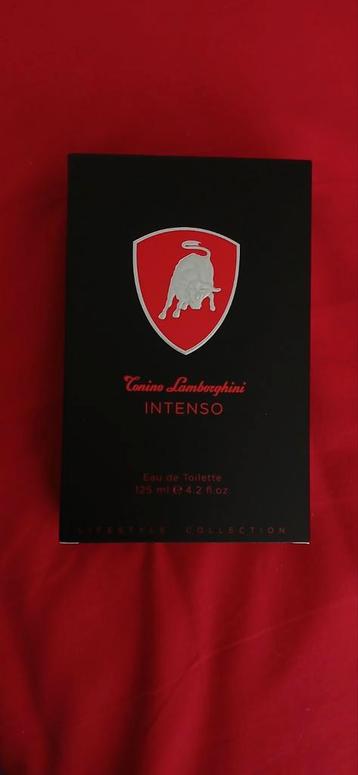 Tonino Lamborghini
INTENSO
Eau de Toilette
125 ml ℮ 4.2 fl.oz
LIFESTYLE COLLECTION